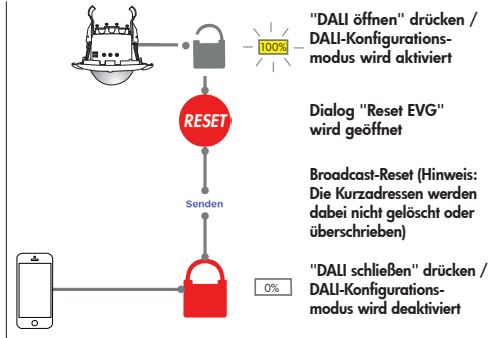 100%
"DALI öffnen" drücken /
DALI-Konfigurations-
modus wird aktiviert
RESET
Dialog "Reset EVG"
wird geöffnet
Senden
Broadcast-Reset (Hinweis:
Die Kurzadressen werden
dabei nicht gelöscht oder
überschrieben)
0%
"DALI schließen" drücken /
DALI-Konfigurations-
modus wird deaktiviert